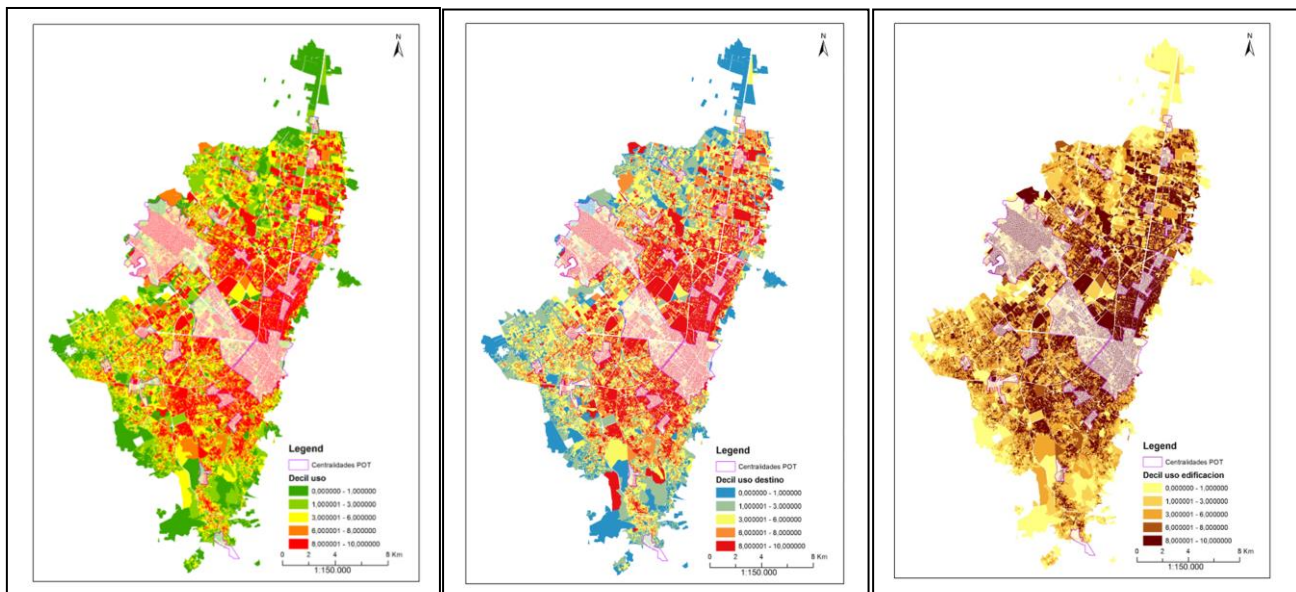 N
Legend
Centralidades POT
Decil uso
0,000000 - 1,000000
1,000001 - 3,000000
3,000001 - 6,000000
6,000001 - 8,000000
8,000001 - 10,000000
0 2 4 8 Km
1:150.000
N
Legend
Centralidades POT
Decil uso destino
0,000000 - 1,000000
1,000001 - 3,000000
3,000001 - 6,000000
6,000001 - 8,000000
8,000001 - 10,000000
0 2 4 8 Km
1:150.000
N
Legend
Centralidades POT
Decil uso edificacion
0,000000 - 1,000000
1,000001 - 3,000000
3,000001 - 6,000000
6,000001 - 8,000000
8,000001 - 10,000000
0 2 4 8 Km
1:150.000